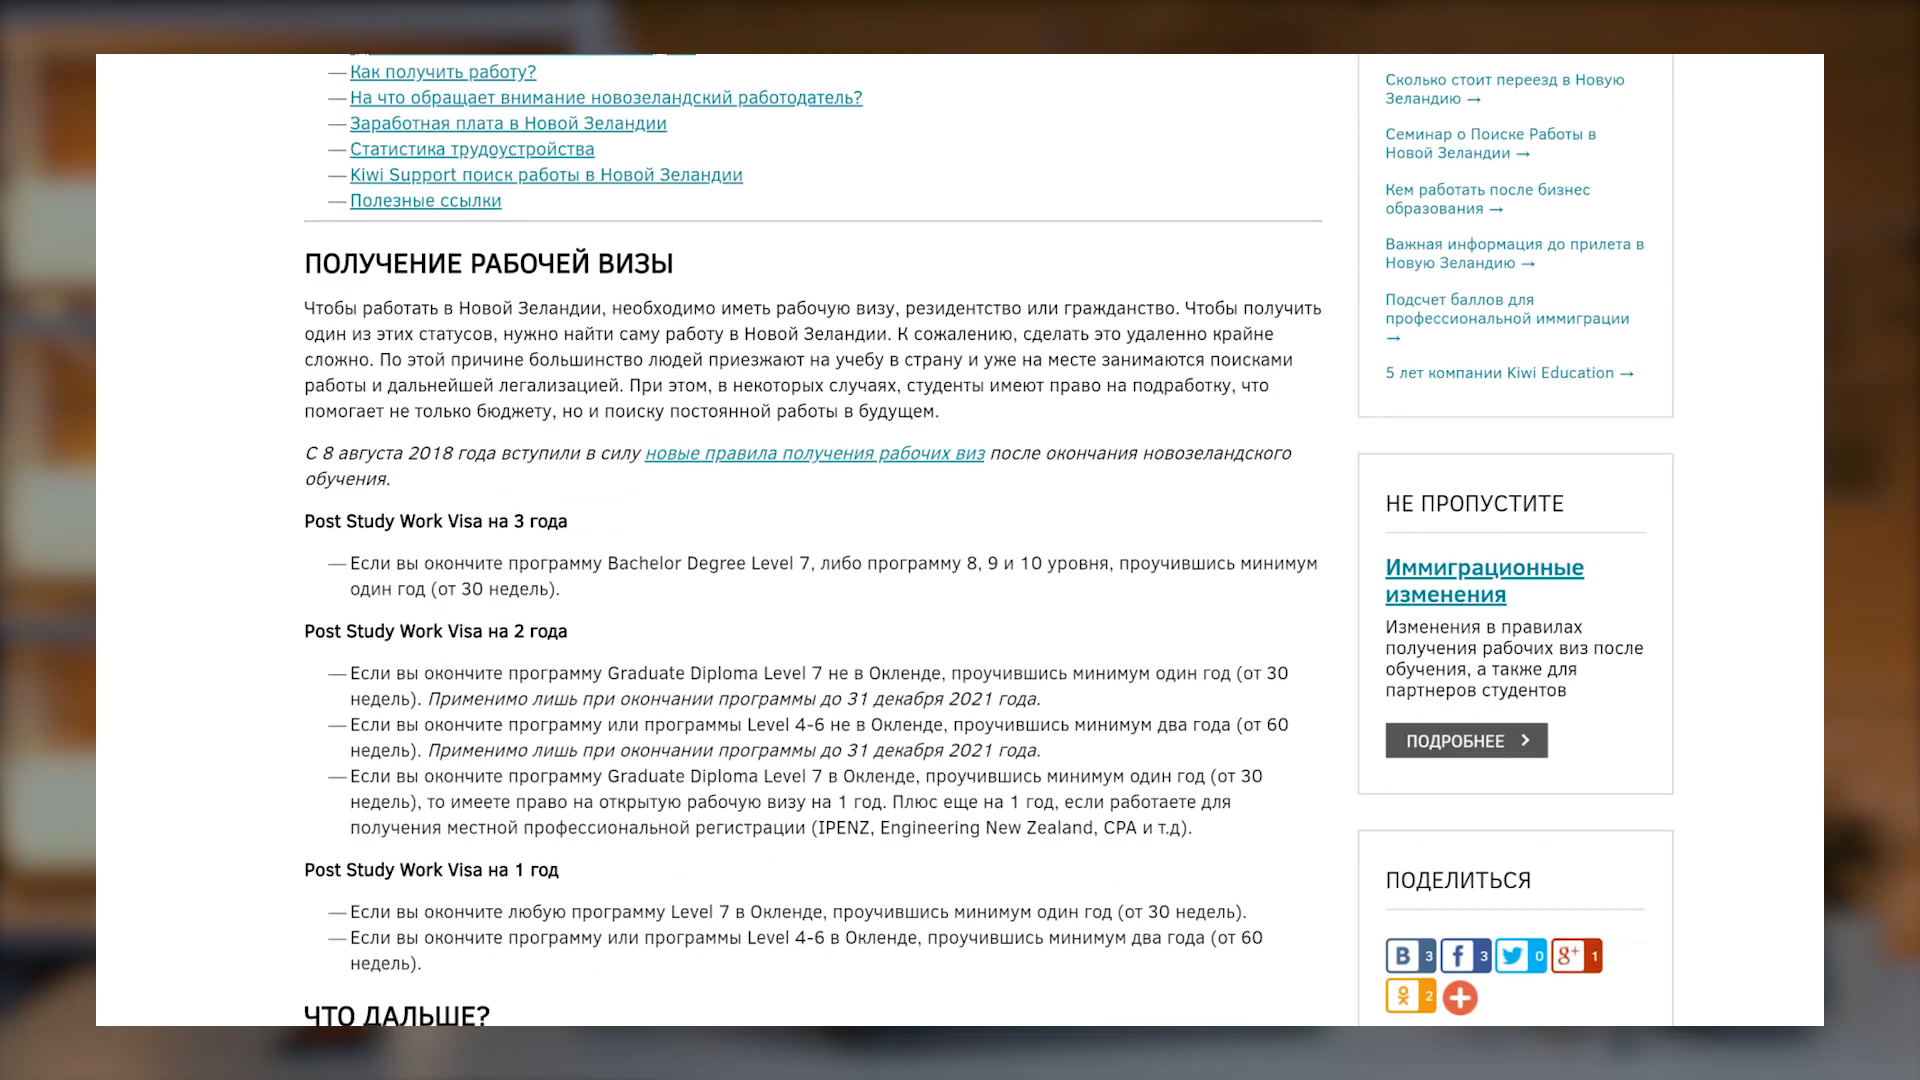 Как получить работу?
На что обращает внимание новозеландский работодатель?
Заработная плата в Новой Зеландии
Статистика трудоустройства
Kiwi Support поиск работы в Новой Зеландии
Полезные ссылки
ПОЛУЧЕНИЕ РАБОЧЕЙ ВИЗЫ
Чтобы работать в Новой Зеландии, необходимо иметь рабочую визу, резидентство или гражданство. Чтобы получить
один из этих статусов, нужно найти саму работу в Новой Зеландии. К сожалению, сделать это удаленно крайне
сложно. По этой причине большинство людей приезжают на учебу в страну и уже на месте занимаются поисками
работы и дальнейшей легализацией. При этом, в некоторых случаях, студенты имеют право на подработку, что
помогает не только бюджету, но и поиску постоянной работы в будущем.
С 8 августа 2018 года вступили в силу новые правила получения рабочих виз после окончания новозеландского
обучения.
Post Study Work Visa на 3 года
— Если вы окончите программу Bachelor Degree Level 7, либо программу 8, 9 и 10 уровня, проучившись минимум
один год (от 30 недель).
Post Study Work Visa на 2 года
— Если вы окончите программу Graduate Diploma Level 7 не в Окленде, проучившись минимум один год (от 30
недель). Применимо лишь при окончании программы до 31 декабря 2021 года.
— Если вы окончите программу или программы Level 4-6 не в Окленде, проучившись минимум два года (от 60
недель). Применимо лишь при окончании программы до 31 декабря 2021 года.
— Если вы окончите программу Graduate Diploma Level 7 в Окленде, проучившись минимум один год (от 30
недель), то имеете право на открытую рабочую визу на 1 год. Плюс еще на 1 год, если работаете для
получения местной профессиональной регистрации (IPENZ, Engineering New Zealand, CPA и т.д).
Post Study Work Visa на 1 год
— Если вы окончите любую программу Level 7 в Окленде, проучившись минимум один год (от 30 недель).
— Если вы окончите программу или программы Level 4-6 в Окленде, проучившись минимум два года (от 60
недель).
ЧТО ДАЛЬШЕ?
Сколько стоит переезд в Новую
Зеландию →
Семинар о Поиске Работы в
Новой Зеландии →
Кем работать после бизнес
образования →
Важная информация до прилета в
Новую Зеландию →
Подсчет баллов для
профессиональной иммиграции
→
5 лет компании Kiwi Education →
НЕ ПРОПУСТИТЕ
Иммиграционные
изменения
Изменения в правилах
получения рабочих виз после
обучения, а также для
партнеров студентов
ПОДРОБНЕЕ >
ПОДЕЛИТЬСЯ
B 3 f 3 0 g+ 1
2